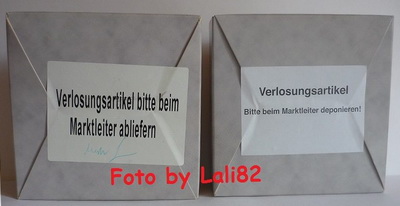 Verlosungsartikel bitte beim
Marktleiter abliefern
Verlosungsartikel
Bitte beim Marktleiter deponieren!
Foto by Lali82